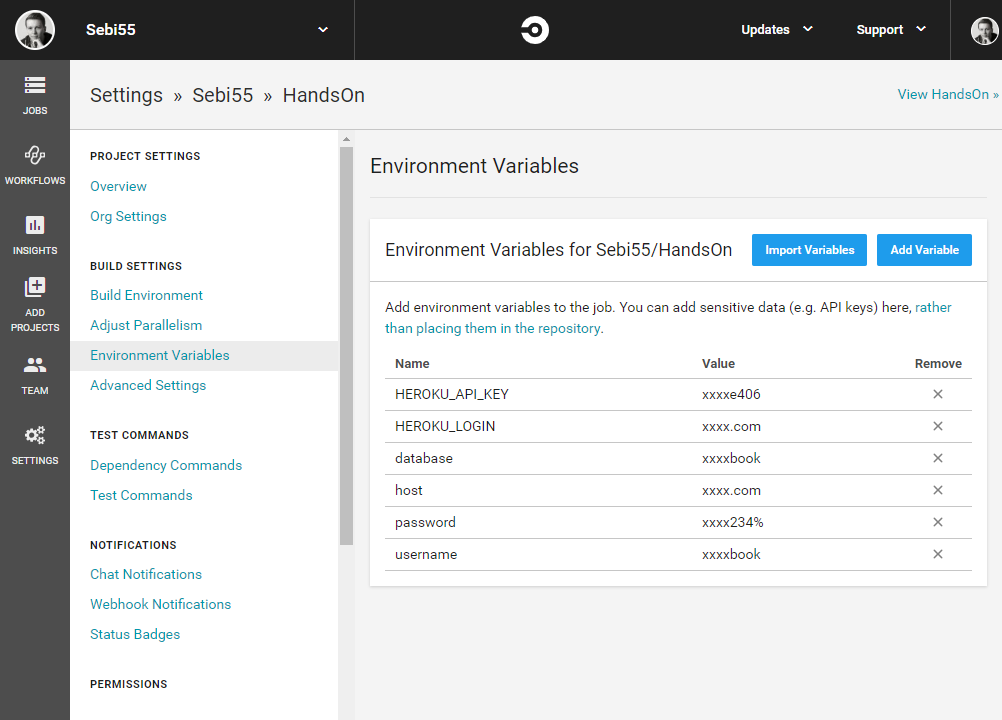 Sebi55
Updates
Support
JOBS
WORKFLOWS
INSIGHTS
ADD
PROJECTS
TEAM
SETTINGS
Settings » Sebi55 » HandsOn
View HandsOn »
PROJECT SETTINGS
Overview
Org Settings
BUILD SETTINGS
Build Environment
Adjust Parallelism
Environment Variables
Advanced Settings
TEST COMMANDS
Dependency Commands
Test Commands
NOTIFICATIONS
Chat Notifications
Webhook Notifications
Status Badges
PERMISSIONS
Environment Variables
Environment Variables for Sebi55/HandsOn
Import Variables
Add Variable
Add environment variables to the job. You can add sensitive data (e.g. API keys) here, rather
than placing them in the repository.
Name Value Remove
HEROKU_API_KEY xxxxe406
HEROKU_LOGIN xxxx.com
database xxxxbook
host xxxx.com
password xxxx234%
username xxxxbook